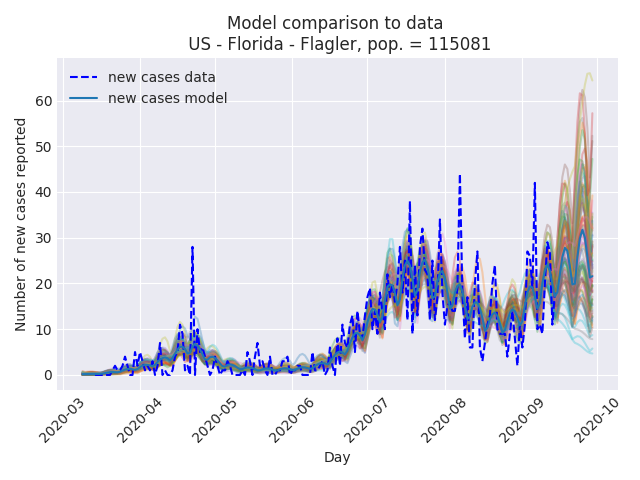 Model comparison to data
US - Florida - Flagler, pop. = 115081
new cases data
new cases model
Number of new cases reported
60
50
40
30
20
10
0
2020-03
2020-04
2020-05
2020-06
2020-07
2020-08
2020-09
2020-10
Day